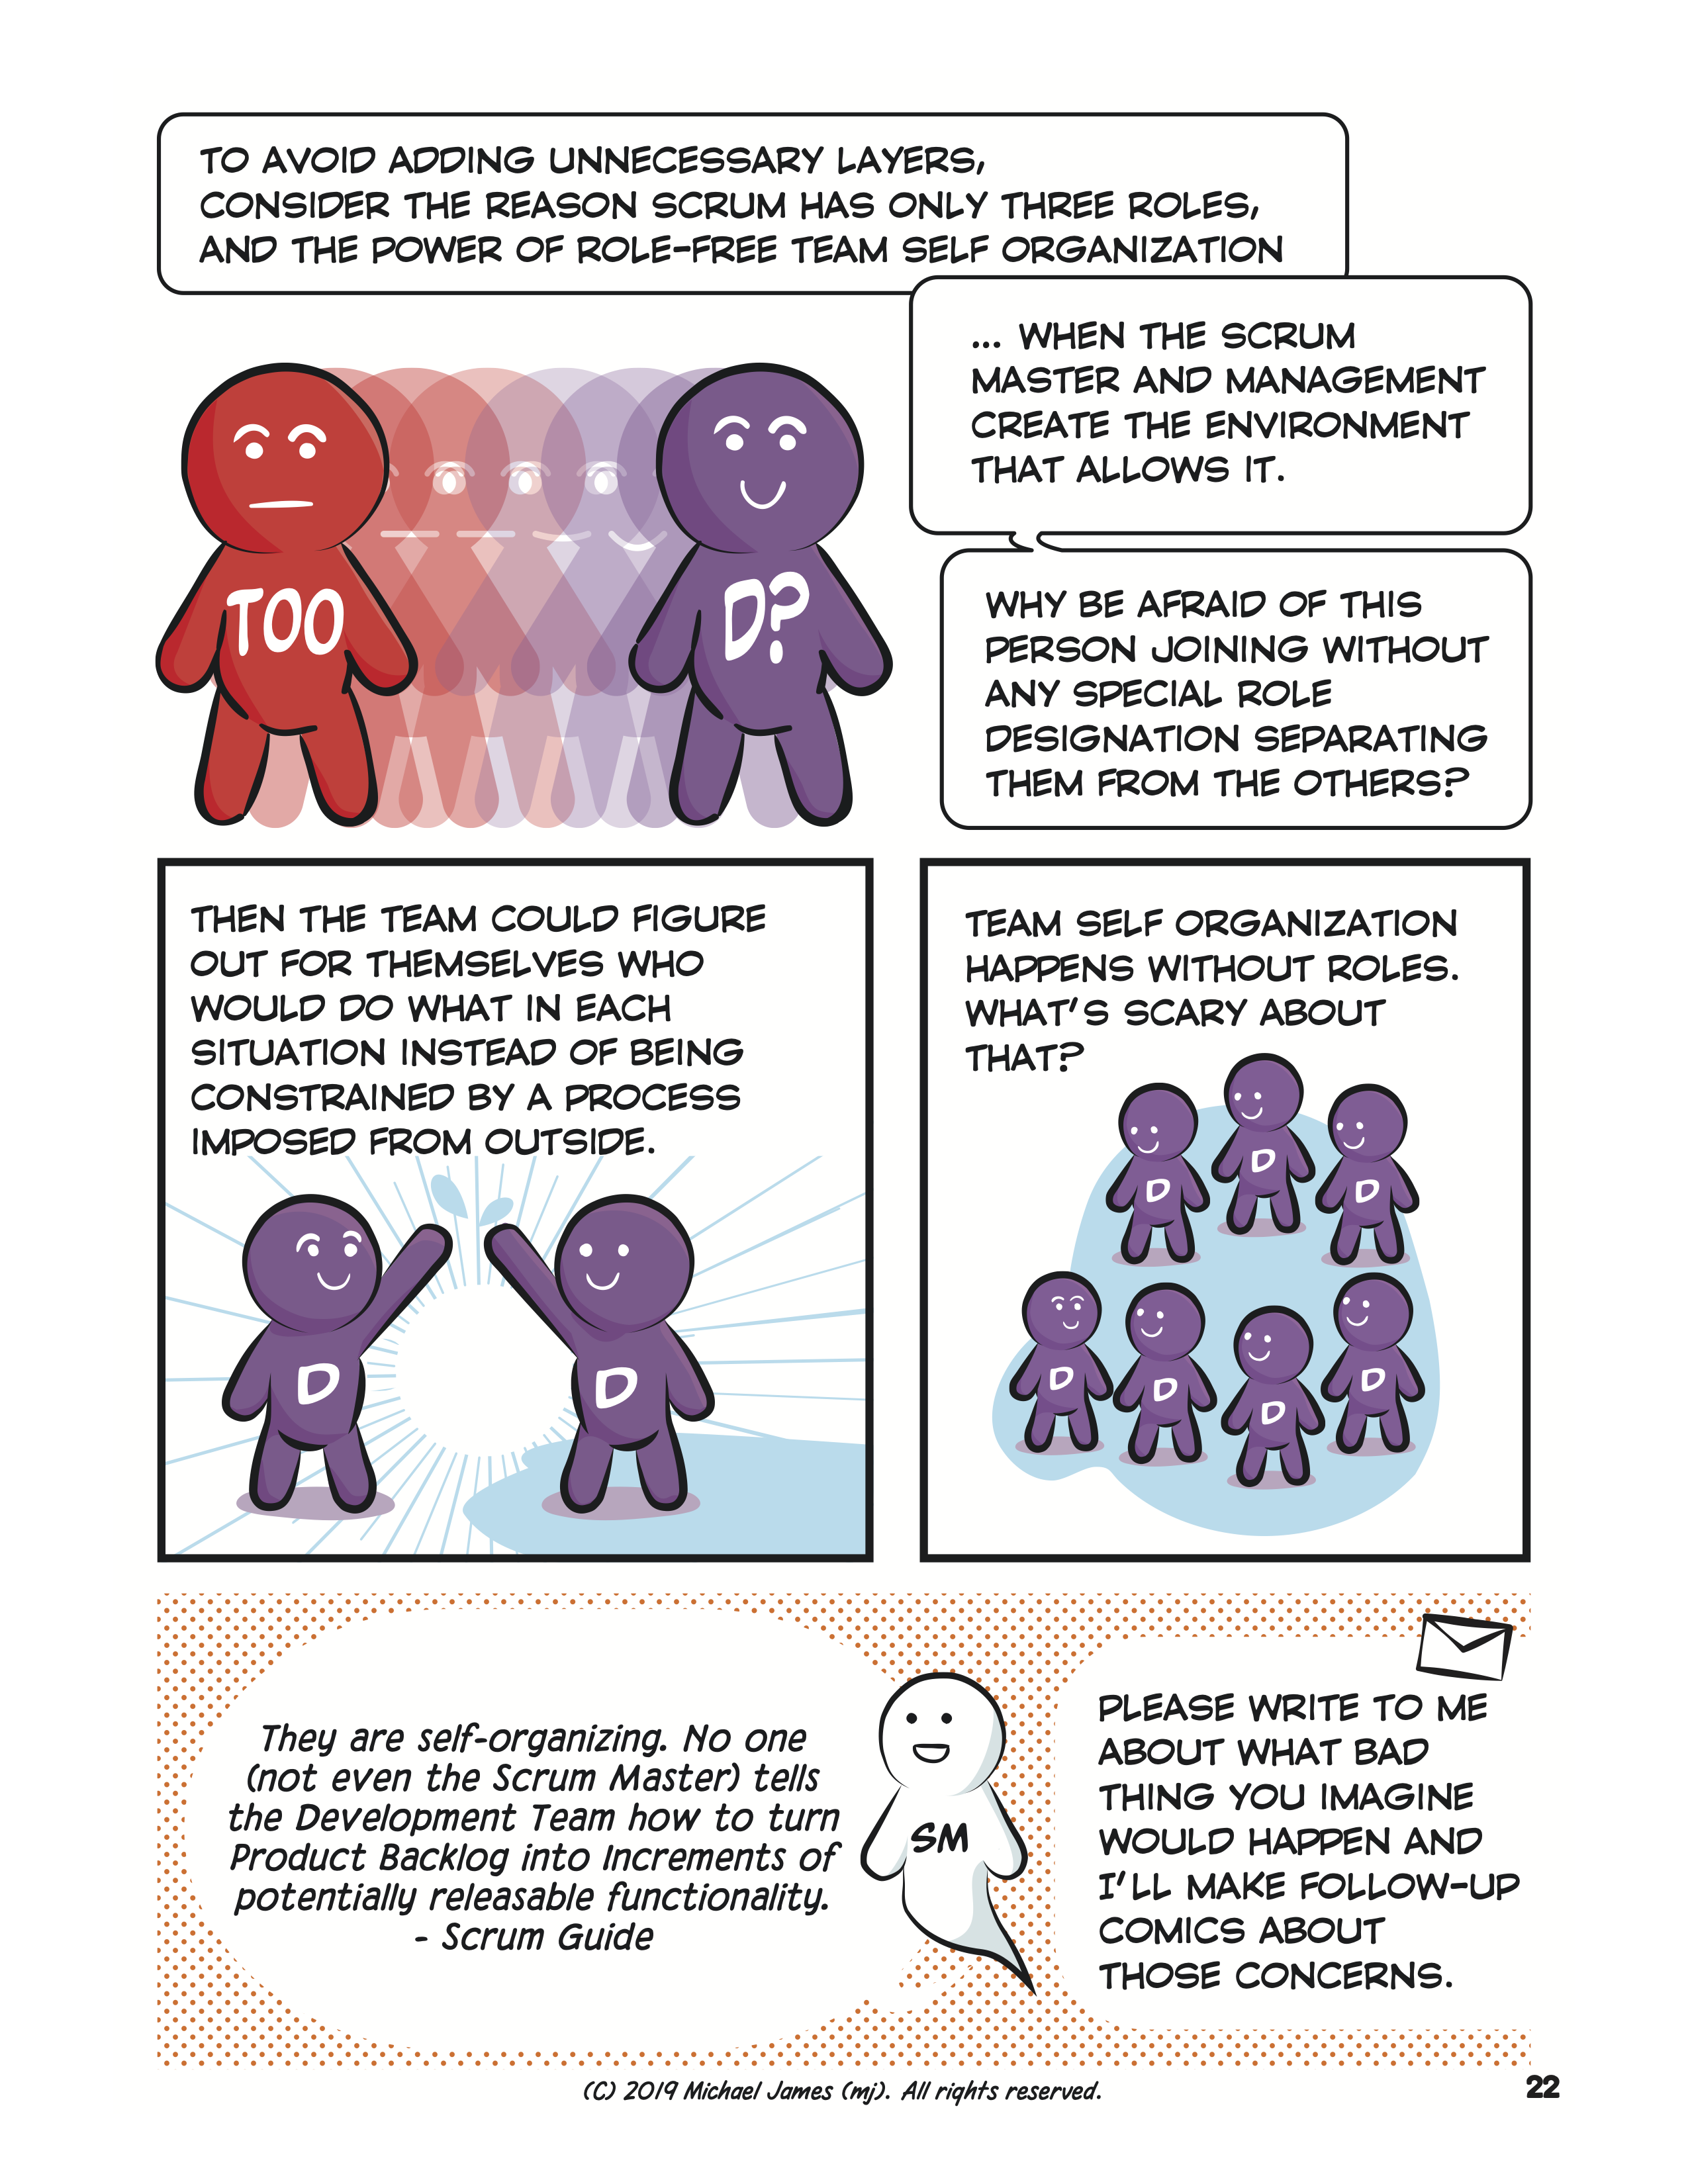 TO AVOID ADDING UNNECESSARY LAYERS,
CONSIDER THE REASON SCRUM HAS ONLY THREE ROLES,
AND THE POWER OF ROLE-FREE TEAM SELF ORGANIZATION
... WHEN THE SCRUM
MASTER AND MANAGEMENT
CREATE THE ENVIRONMENT
THAT ALLOWS IT.
TOO
D?
WHY BE AFRAID OF THIS
PERSON JOINING WITHOUT
ANY SPECIAL ROLE
DESIGNATION SEPARATING
THEM FROM THE OTHERS?
THEN THE TEAM COULD FIGURE
OUT FOR THEMSELVES WHO
WOULD DO WHAT IN EACH
SITUATION INSTEAD OF BEING
CONSTRAINED BY A PROCESS
IMPOSED FROM OUTSIDE.
D
D
TEAM SELF ORGANIZATION
HAPPENS WITHOUT ROLES.
WHAT'S SCARY ABOUT
THAT?
D
D
D
D
D
D
D
They are self-organizing. No one
(not even the Scrum Master) tells
the Development Team how to turn
Product Backlog into Increments of
potentially releasable functionality.
- Scrum Guide
SM
PLEASE WRITE TO ME
ABOUT WHAT BAD
THING YOU IMAGINE
WOULD HAPPEN AND
I'LL MAKE FOLLOW-UP
COMICS ABOUT
THOSE CONCERNS.
(C) 2019 Michael James (mj). All rights reserved.
22